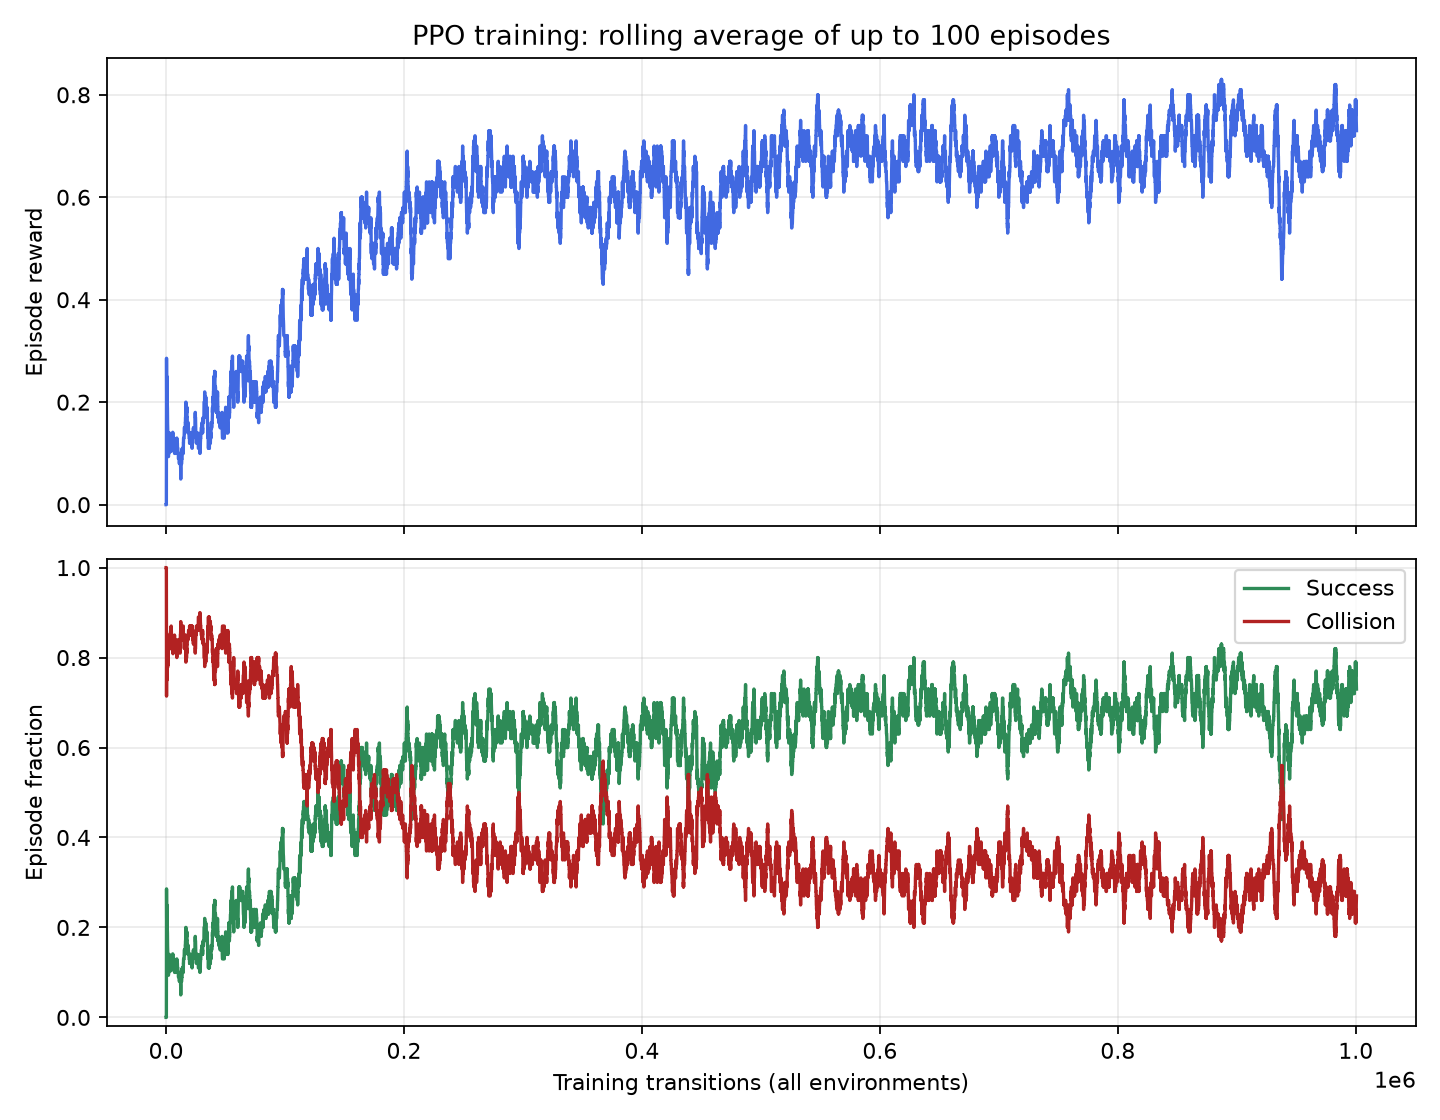 PPO training: rolling average of up to 100 episodes
0.8
0.6
0.4
0.2
0.0
Episode reward
1.0
0.8
0.6
0.4
0.2
0.0
Episode fraction
Success
Collision
0.0 0.2 0.4 0.6 0.8 1.0
1e6
Training transitions (all environments)